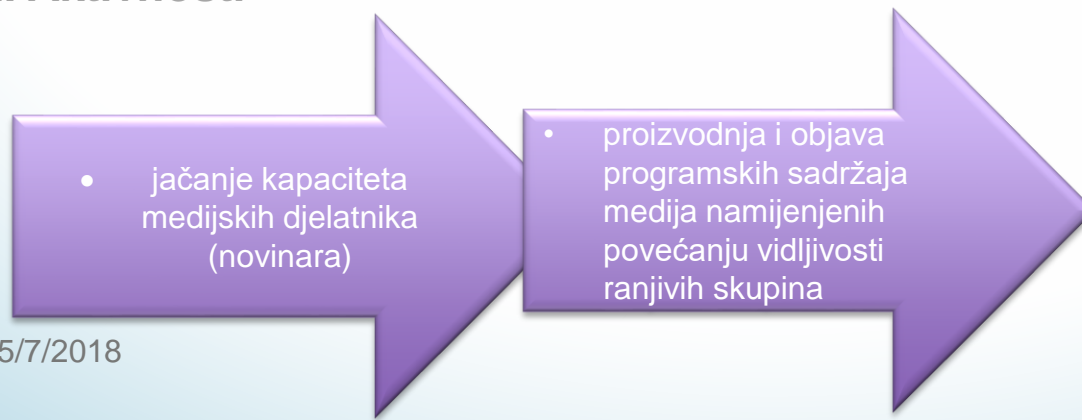 • jačanje kapaciteta
medijskih djelatnika
(novinara)
• proizvodnja i objava
programskih sadržaja
medija namijenjenih
povećanju vidljivosti
ranjivih skupina
5/7/2018